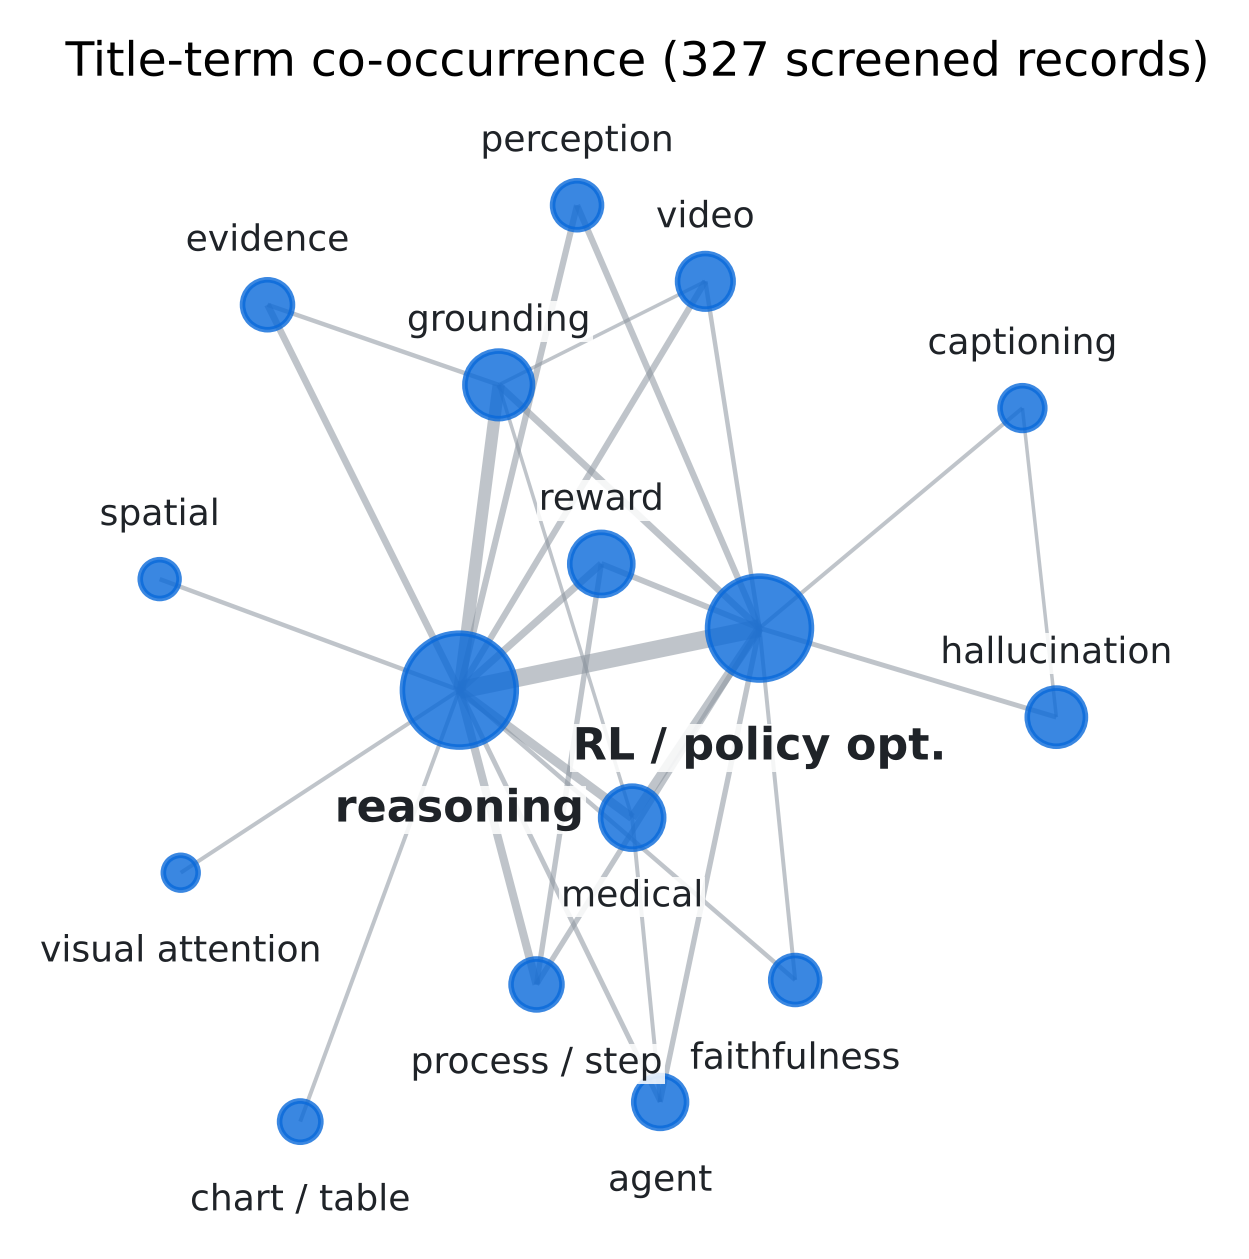 Title-term co-occurrence (327 screened records)
perception
video
evidence
grounding
captioning
spatial
reward
hallucination
RL / policy opt.
reasoning
medical
visual attention
process / step
faithfulness
agent
chart / table